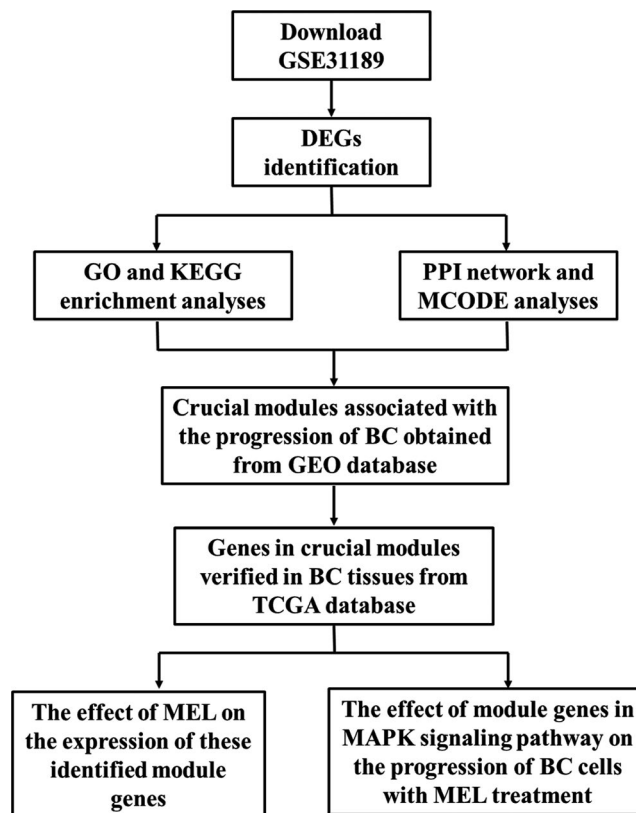 Download
GSE31189
DEGs
identification
GO and KEGG
enrichment analyses
PPI network and
MCODE analyses
Crucial modules associated with
the progression of BC obtained
from GEO database
Genes in crucial modules
verified in BC tissues from
TCGA database
The effect of MEL on
the expression of these
identified module
genes
The effect of module genes in
MAPK signaling pathway on
the progression of BC cells
with MEL treatment